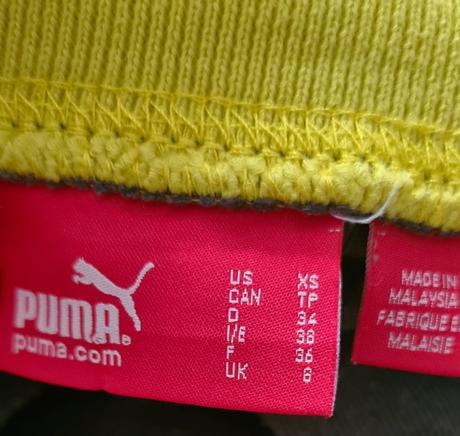 PUMA®
puma.com
US XS
CAN TP
D 34
I/E 38
F 36
UK 6
MADE IN
MALAYSIA
FABRIQUE E
MALAISIE